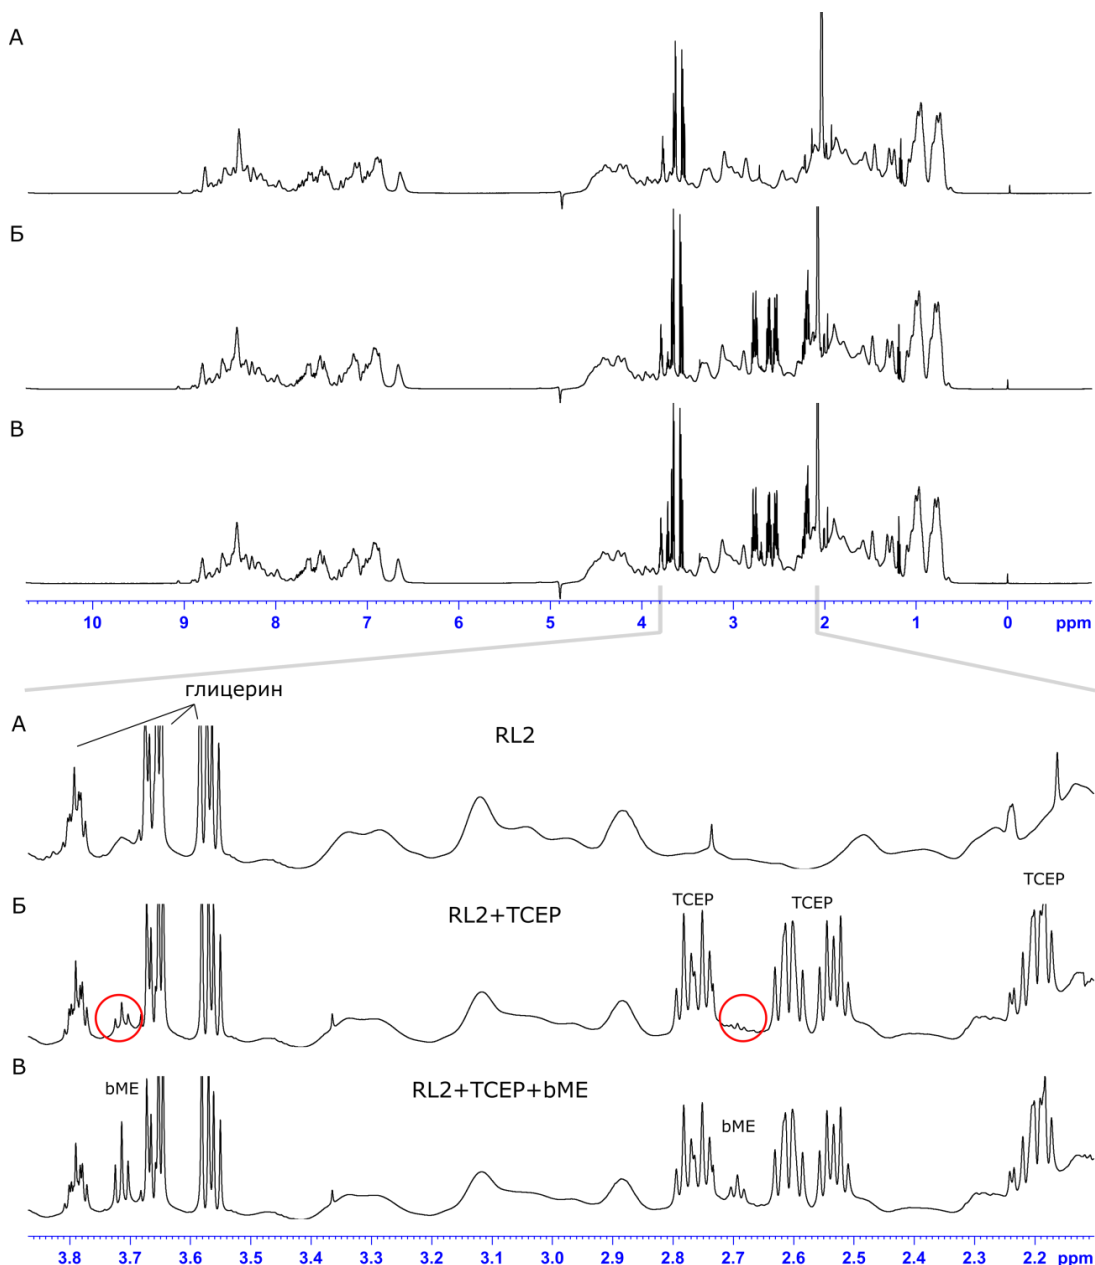 А
Б
В
10 9 8 7 6 5 4 3 2 1 0 ppm
глицерин
А
RL2
Б
RL2+TCEP
TCEP
TCEP
TCEP
В
bME
RL2+TCEP+bME
bME
3.8 3.7 3.6 3.5 3.4 3.3 3.2 3.1 3.0 2.9 2.8 2.7 2.6 2.5 2.4 2.3 2.2 ppm